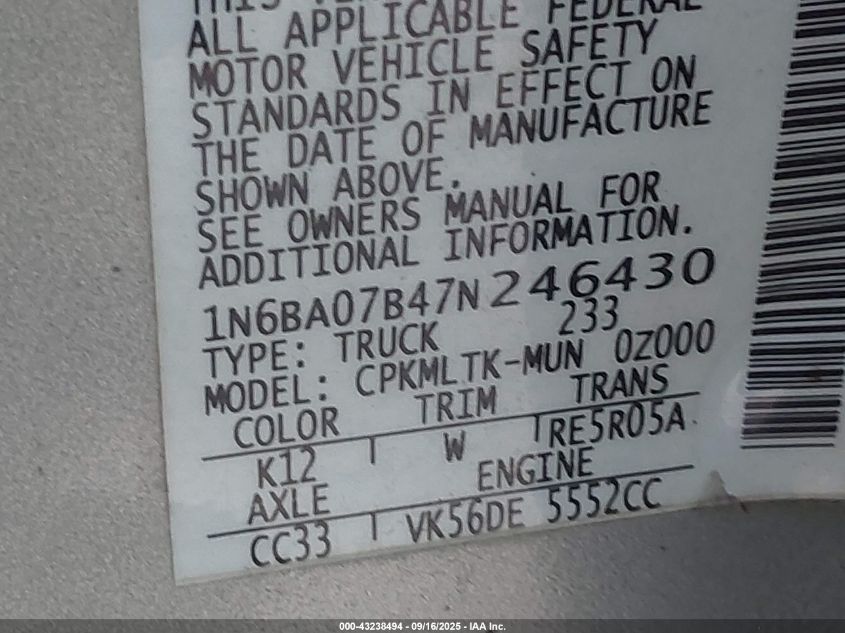 THIS
ALL APPLICABLE FEDERAL
MOTOR VEHICLE SAFETY
STANDARDS IN EFFECT ON
THE DATE OF MANUFACTURE
SHOWN ABOVE.
SEE OWNERS MANUAL FOR
ADDITIONAL INFORMATION.
1N6BA07B47N246430
TYPE: TRUCK 233
MODEL: CPKMLTK-MUN 0Z000
COLOR TRIM TRANS
K12 W RE5R05A
AXLE ENGINE
CC33 VK56DE 5552CC
000-43238494 - 09/16/2025 - IAA Inc.